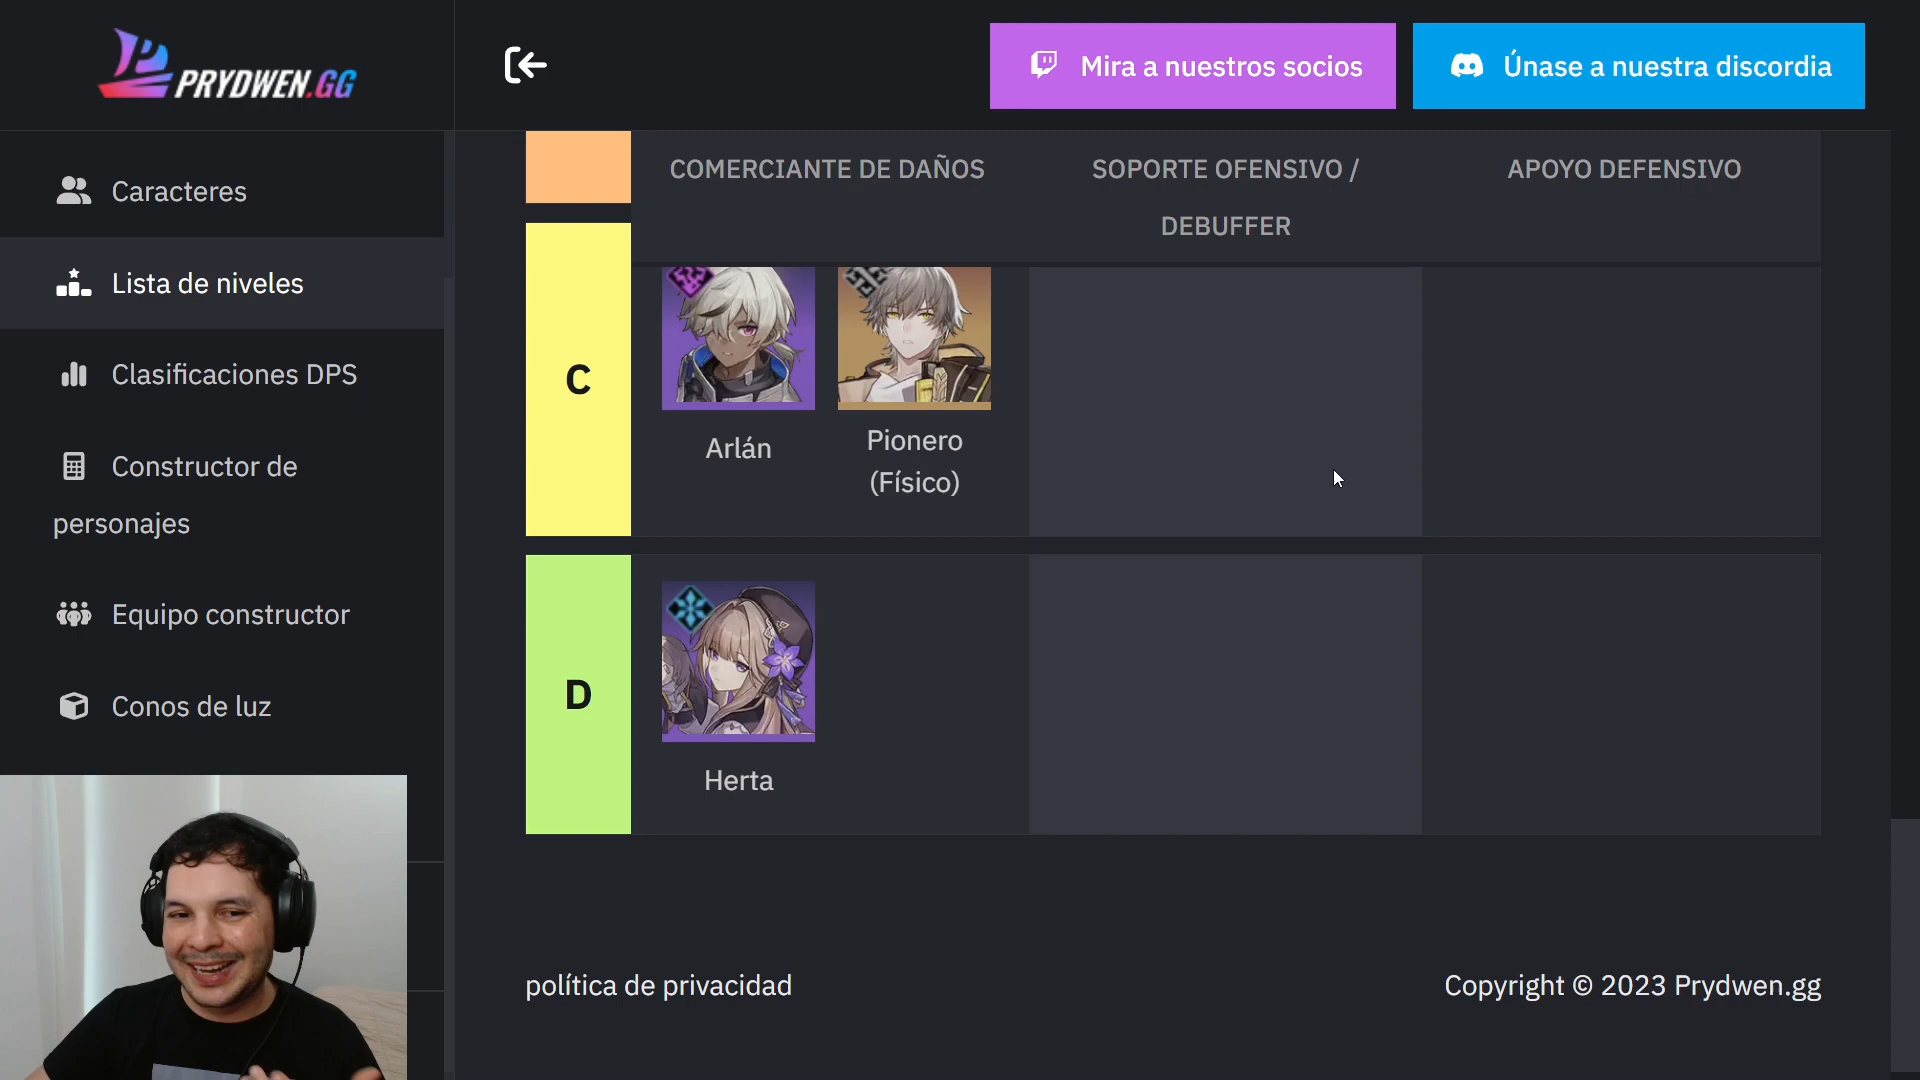 PRYDWEN.GG
Mira a nuestros socios
Únase a nuestra discordia
Caracteres
Lista de niveles
Clasificaciones DPS
Constructor de
personajes
Equipo constructor
Conos de luz
COMERCIANTE DE DAÑOS
SOPORTE OFENSIVO /
DEBUFFER
APOYO DEFENSIVO
C
Arlán
Pionero
(Físico)
D
Herta
política de privacidad
Copyright © 2023 Prydwen.gg